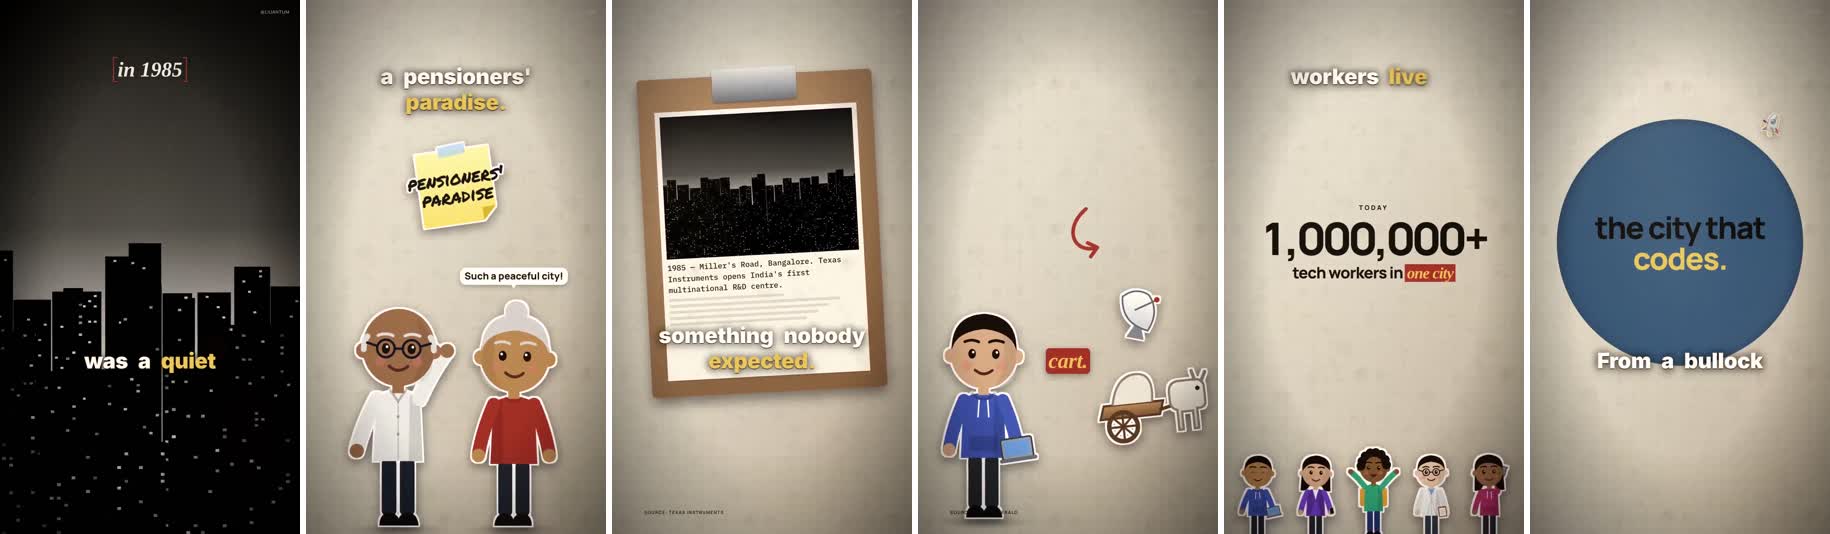 @LIUANTUM
[in 1985]
was a quiet
a pensioners'
paradise.
PENSIONERS'
PARADISE
Such a peaceful city!
1985 — Miller's Road, Bangalore. Texas
Instruments opens India's first
multinational R&D centre.
something nobody
expected.
SOURCE: TEXAS INSTRUMENTS
cart.
workers live
TODAY
1,000,000+
tech workers in one city
the city that
codes.
From a bullock